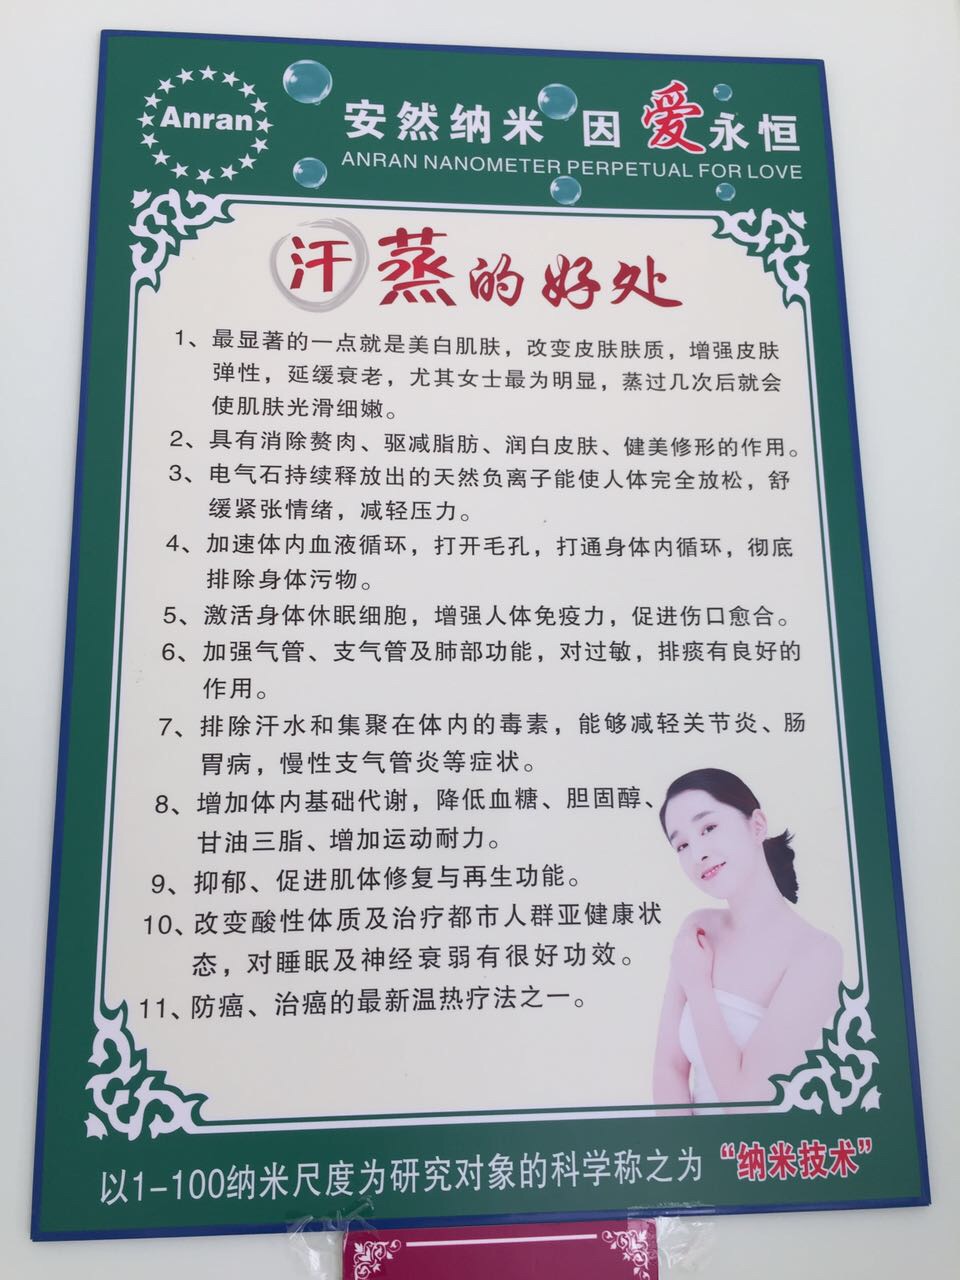 Anran
安然纳米 因爱永恒
ANRAN NANOMETER PERPETUAL FOR LOVE
汗蒸的好处
1、最显著的一点就是美白肌肤，改变皮肤肤质，增强皮肤
弹性，延缓衰老，尤其女士最为明显，蒸过几次后就会
使肌肤光滑细嫩。
2、具有消除赘肉、驱减脂肪、润白皮肤、健美修形的作用。
3、电气石持续释放出的天然负离子能使人体完全放松，舒
缓紧张情绪，减轻压力。
4、加速体内血液循环，打开毛孔，打通身体内循环，彻底
排除身体污物。
5、激活身体休眠细胞，增强人体免疫力，促进伤口愈合。
6、加强气管、支气管及肺部功能，对过敏，排痰有良好的
作用。
7、排除汗水和集聚在体内的毒素，能够减轻关节炎、肠
胃病，慢性支气管炎等症状。
8、增加体内基础代谢，降低血糖、胆固醇、
甘油三脂、增加运动耐力。
9、抑郁、促进肌体修复与再生功能。
10、改变酸性体质及治疗都市人群亚健康状
态，对睡眠及神经衰弱有很好功效。
11、防癌、治癌的最新温热疗法之一。
以1-100纳米尺度为研究对象的科学称之为“纳米技术”